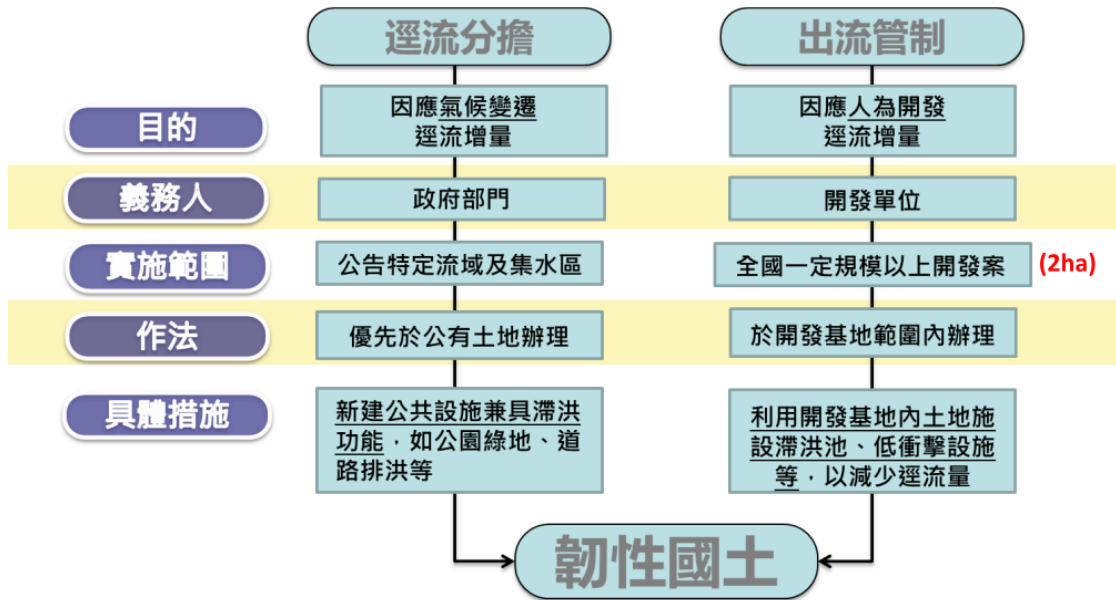 逕流分擔
出流管制
目的
因應氣候變遷
逕流增量
因應人為開發
逕流增量
義務人
政府部門
開發單位
實施範圍
公告特定流域及集水區
全國一定規模以上開發案
(2ha)
作法
優先於公有土地辦理
於開發基地範圍內辦理
具體措施
新建公共設施兼具滯洪
功能，如公園綠地、道
路排洪等
利用開發基地內土地施
設滯洪池、低衝擊設施
等，以減少逕流量
韌性國土